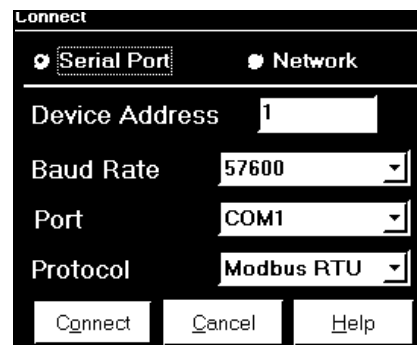 Connect
Serial Port Network
Device Address 1
Baud Rate 57600
Port COM1
Protocol Modbus RTU
Connect Cancel Help